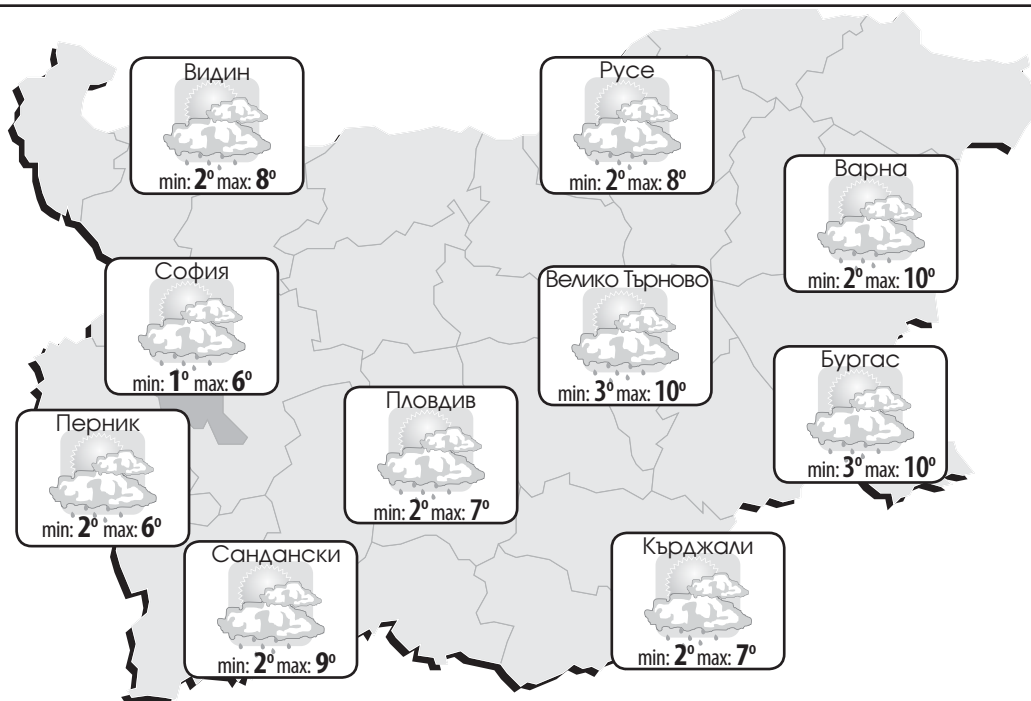 Видин
min: 2° max: 8°
Русе
min: 2° max: 8°
Варна
min: 2° max: 10°
София
min: 1° max: 6°
Велико Търново
min: 3° max: 10°
Бургас
min: 3° max: 10°
Пловдив
min: 2° max: 7°
Перник
min: 2° max: 6°
Сандански
min: 2° max: 9°
Кърджали
min: 2° max: 7°